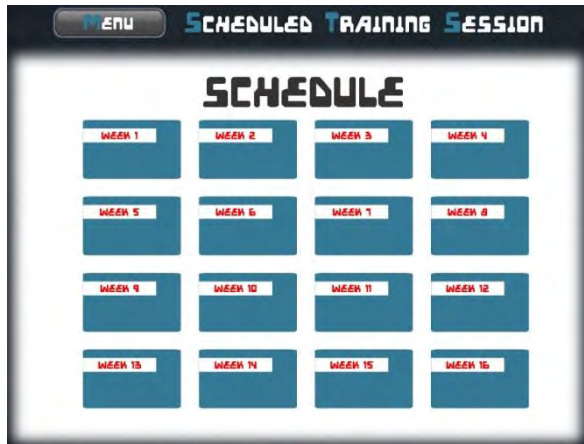 MENU SCHEDULED TRAINING SESSION
SCHEDULE
WEEK 1 WEEK 2 WEEK 3 WEEK 4
WEEK 5 WEEK 6 WEEK 7 WEEK 8
WEEK 9 WEEK 10 WEEK 11 WEEK 12
WEEK 13 WEEK 14 WEEK 15 WEEK 16